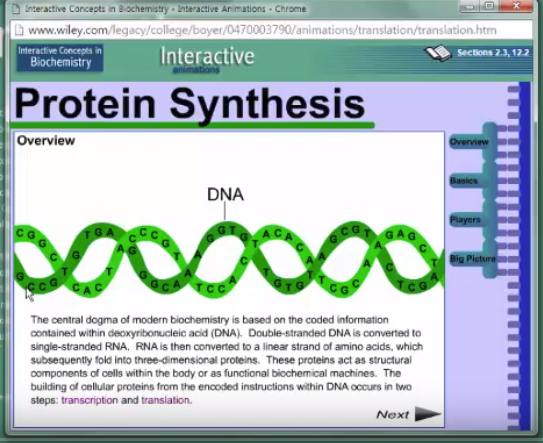 Interactive Concepts in Biochemistry - Interactive Animations - Chrome
www.wiley.com/legacy/college/boyer/0470003790/animations/translation/translation.htm
Interactive Concepts in
Biochemistry
Interactive
animations
Sections 2.3, 12.2
Protein Synthesis
Overview
Overview
Basics
Players
Big Picture
DNA
The central dogma of modern biochemistry is based on the coded information
contained within deoxyribonucleic acid (DNA). Double-stranded DNA is converted to
single-stranded RNA. RNA is then converted to a linear strand of amino acids, which
subsequently fold into three-dimensional proteins. These proteins act as structural
components of cells within the body or as functional biochemical machines. The
building of cellular proteins from the encoded instructions within DNA occurs in two
steps: transcription and translation.
Next